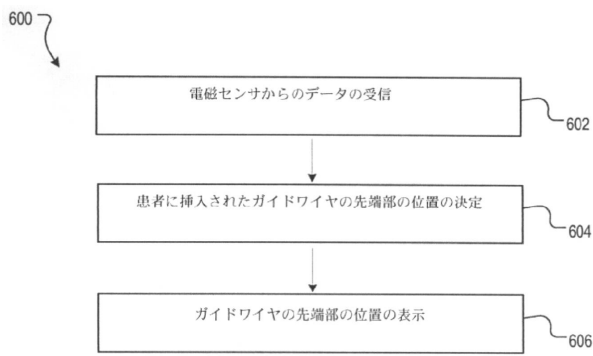 600
電磁センサからのデータの受信
602
患者に挿入されたガイドワイヤの先端部の位置の決定
604
ガイドワイヤの先端部の位置の表示
606